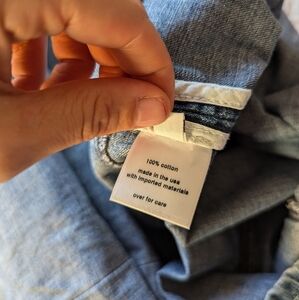 100% cotton
made in the usa
with imported materials
over for care